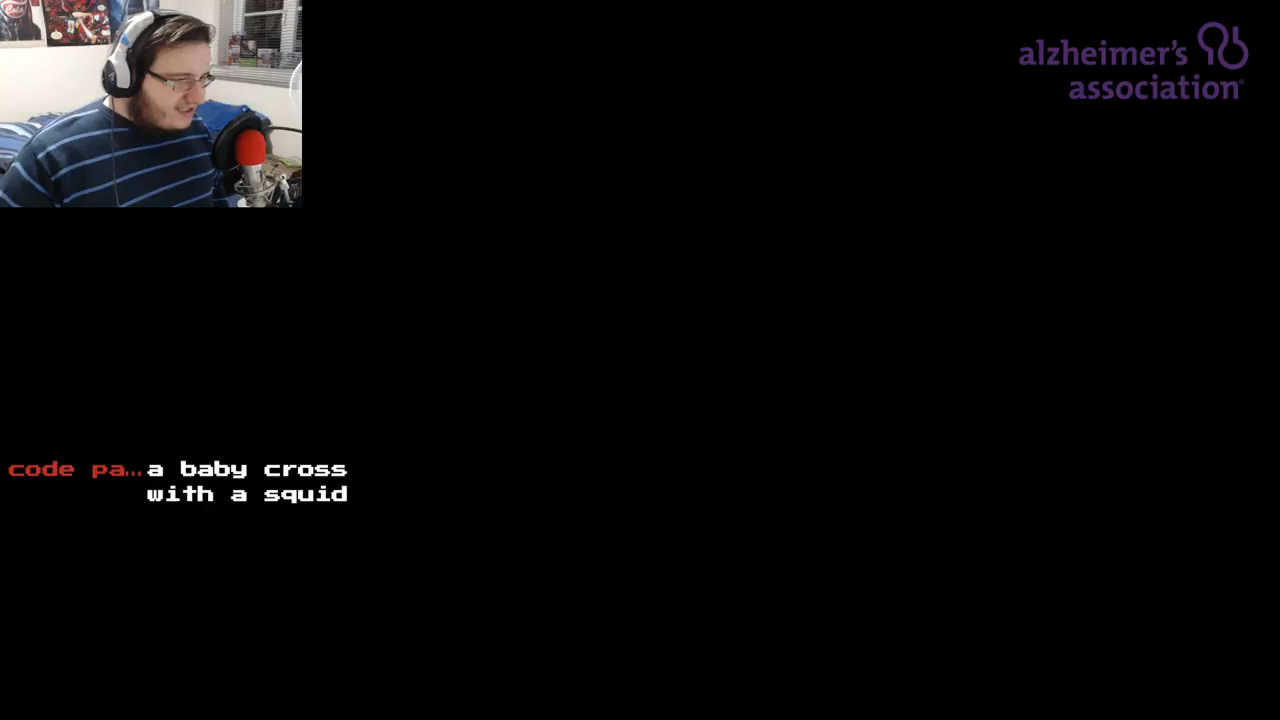 alzheimer's
association
code pa... a baby cross
with a squid